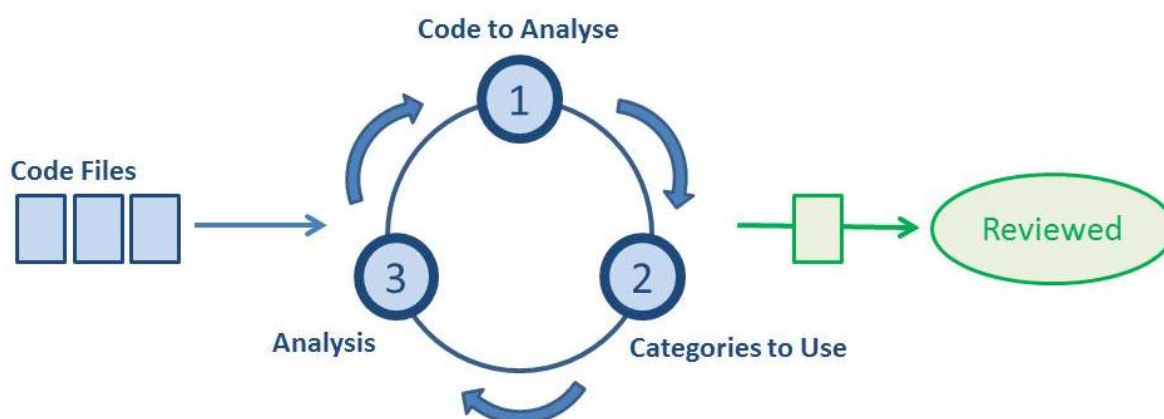 Code to Analyse
1
Code Files
Reviewed
3
2
Analysis
Categories to Use